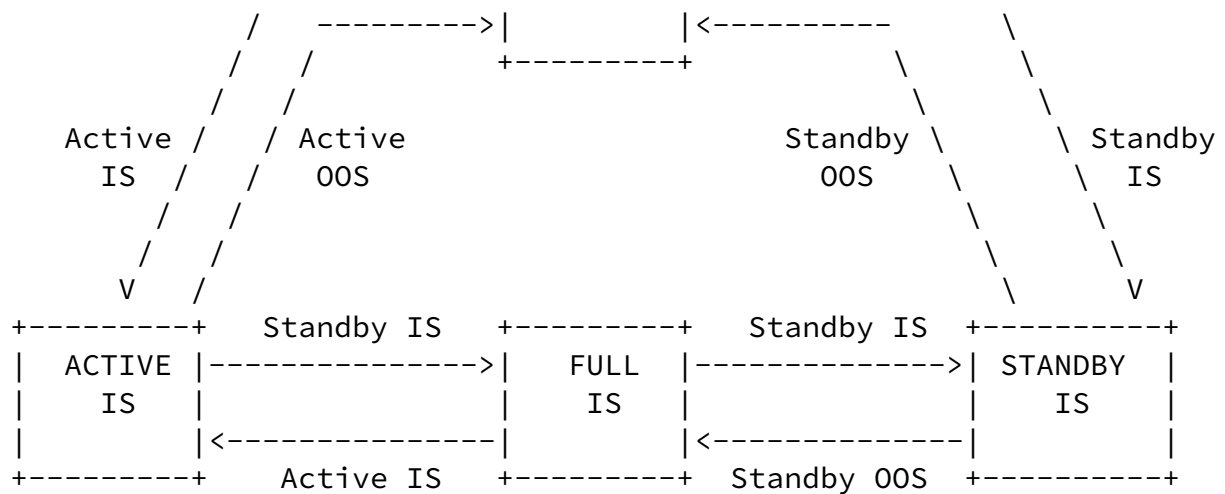 Active Active Standby Standby
IS OOS OOS IS
V V
Standby IS Standby IS
ACTIVE FULL STANDBY
IS IS IS
Active IS Standby OOS